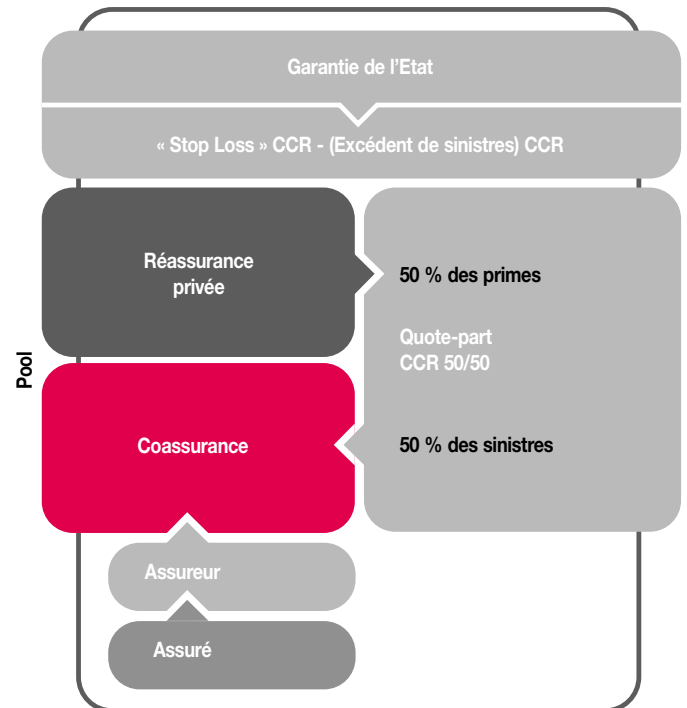 Garantie de l’Etat
« Stop Loss » CCR - (Excédent de sinistres) CCR
Réassurance
privée
50 % des primes
Quote-part
CCR 50/50
Pool
Coassurance
50 % des sinistres
Assureur
Assuré